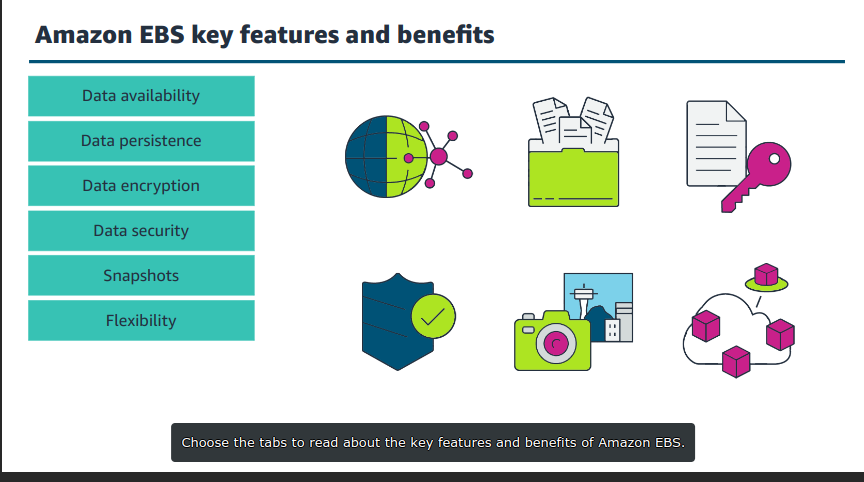 Amazon EBS key features and benefits
Data availability
Data persistence
Data encryption
Data security
Snapshots
Flexibility
Choose the tabs to read about the key features and benefits of Amazon EBS.